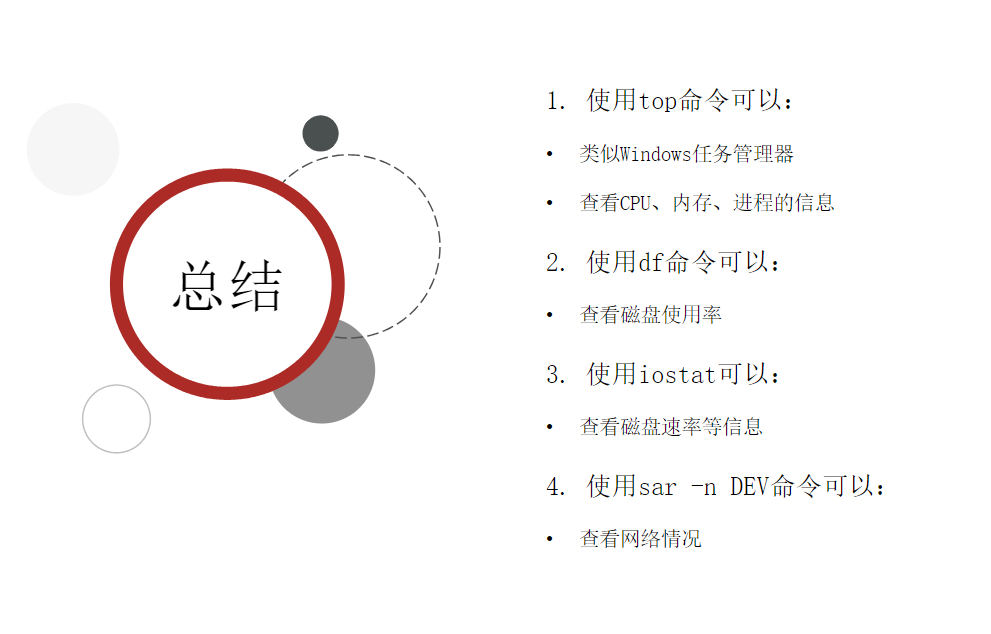 总结
1. 使用top命令可以：
• 类似Windows任务管理器
• 查看CPU、内存、进程的信息
2. 使用df命令可以：
• 查看磁盘使用率
3. 使用iostat可以：
• 查看磁盘速率等信息
4. 使用sar -n DEV命令可以：
• 查看网络情况